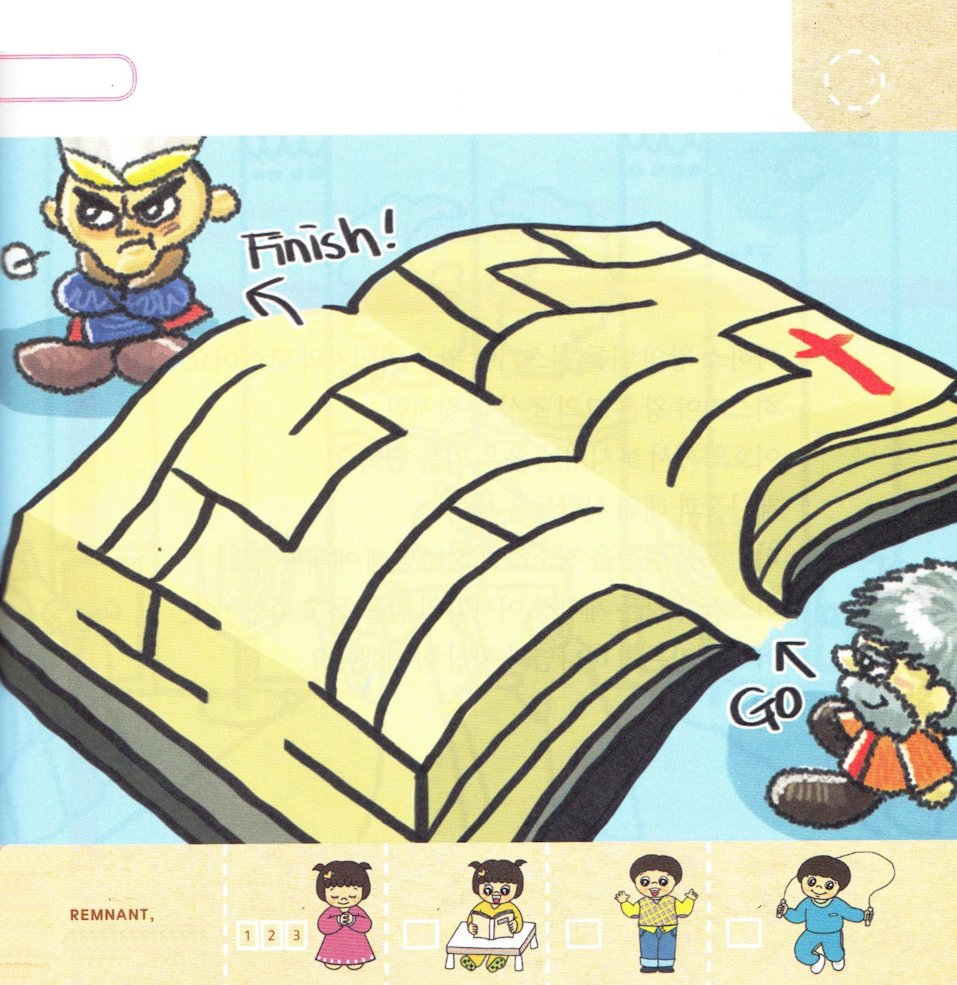 Finish!
GO
REMNANT,
1 2 3